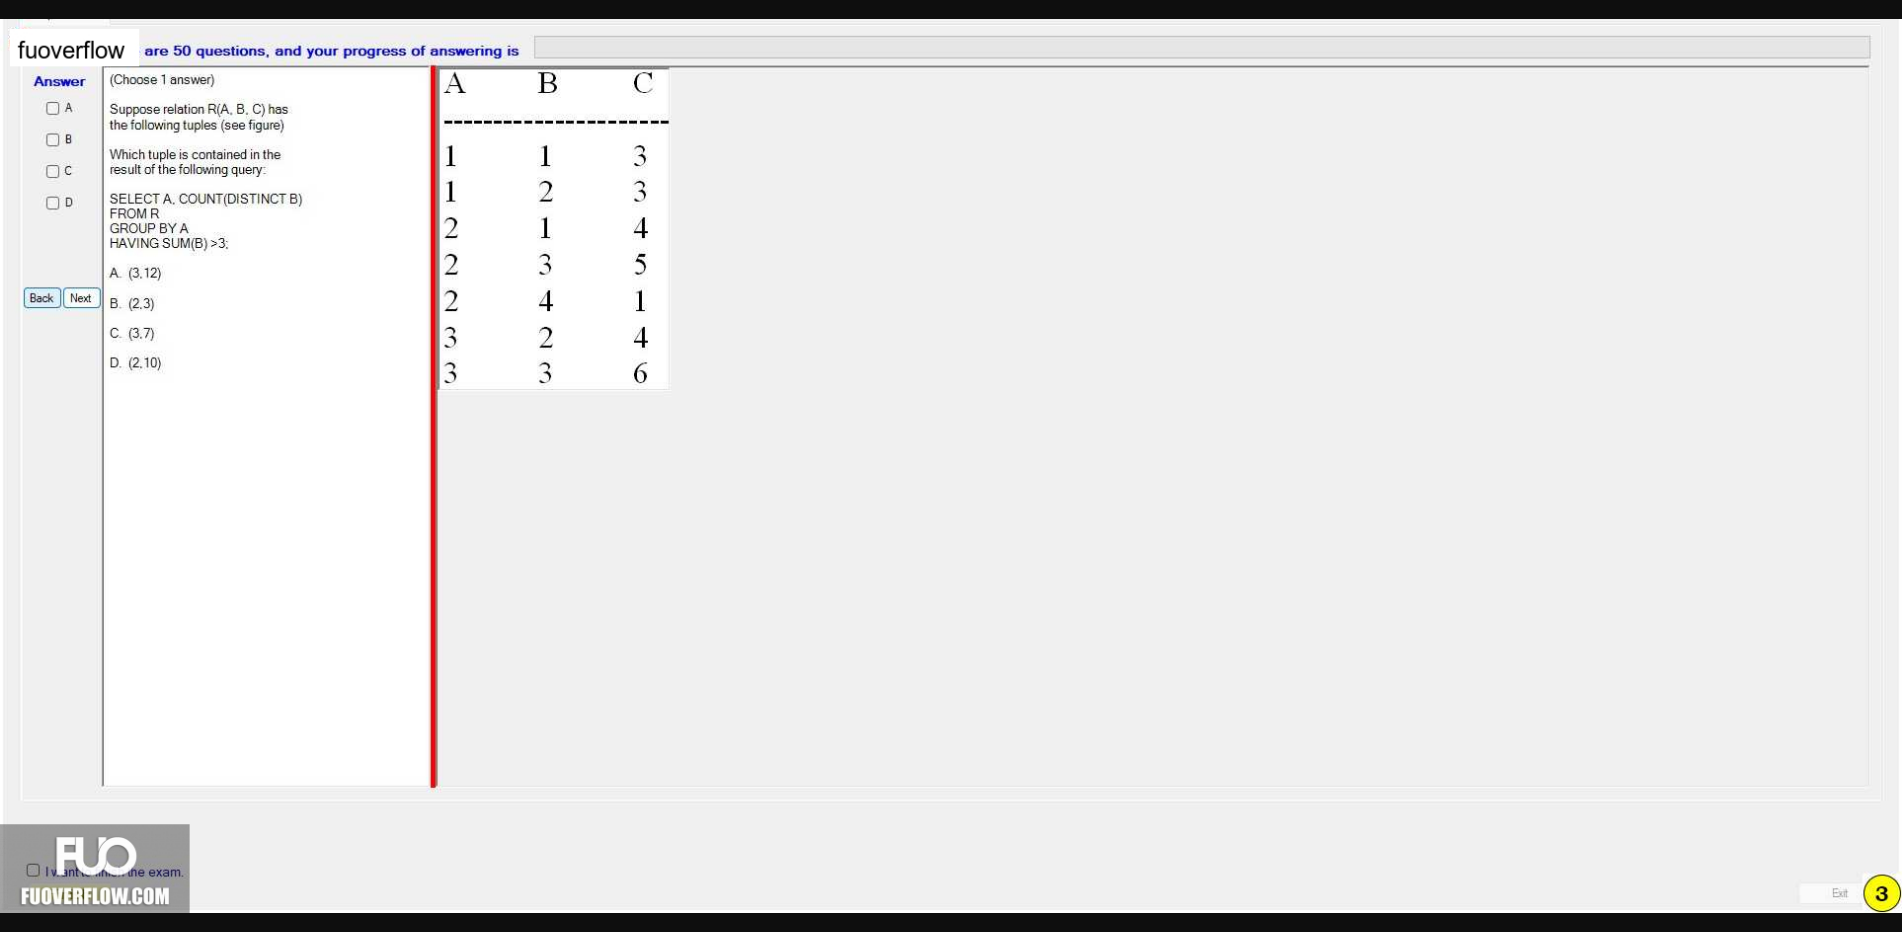 fuoverflow are 50 questions, and your progress of answering is
Answer
A
B
C
D
Back Next
(Choose 1 answer)
Suppose relation R(A, B, C) has
the following tuples (see figure)
Which tuple is contained in the
result of the following query:
SELECT A, COUNT(DISTINCT B)
FROM R
GROUP BY A
HAVING SUM(B) >3;
A. (3,12)
B. (2,3)
C. (3,7)
D. (2,10)
A B C
--------------------
1 1 3
1 2 3
2 1 4
2 3 5
2 4 1
3 2 4
3 3 6
FUO
I want to finish the exam.
FUOVERFLOW.COM
Exit 3